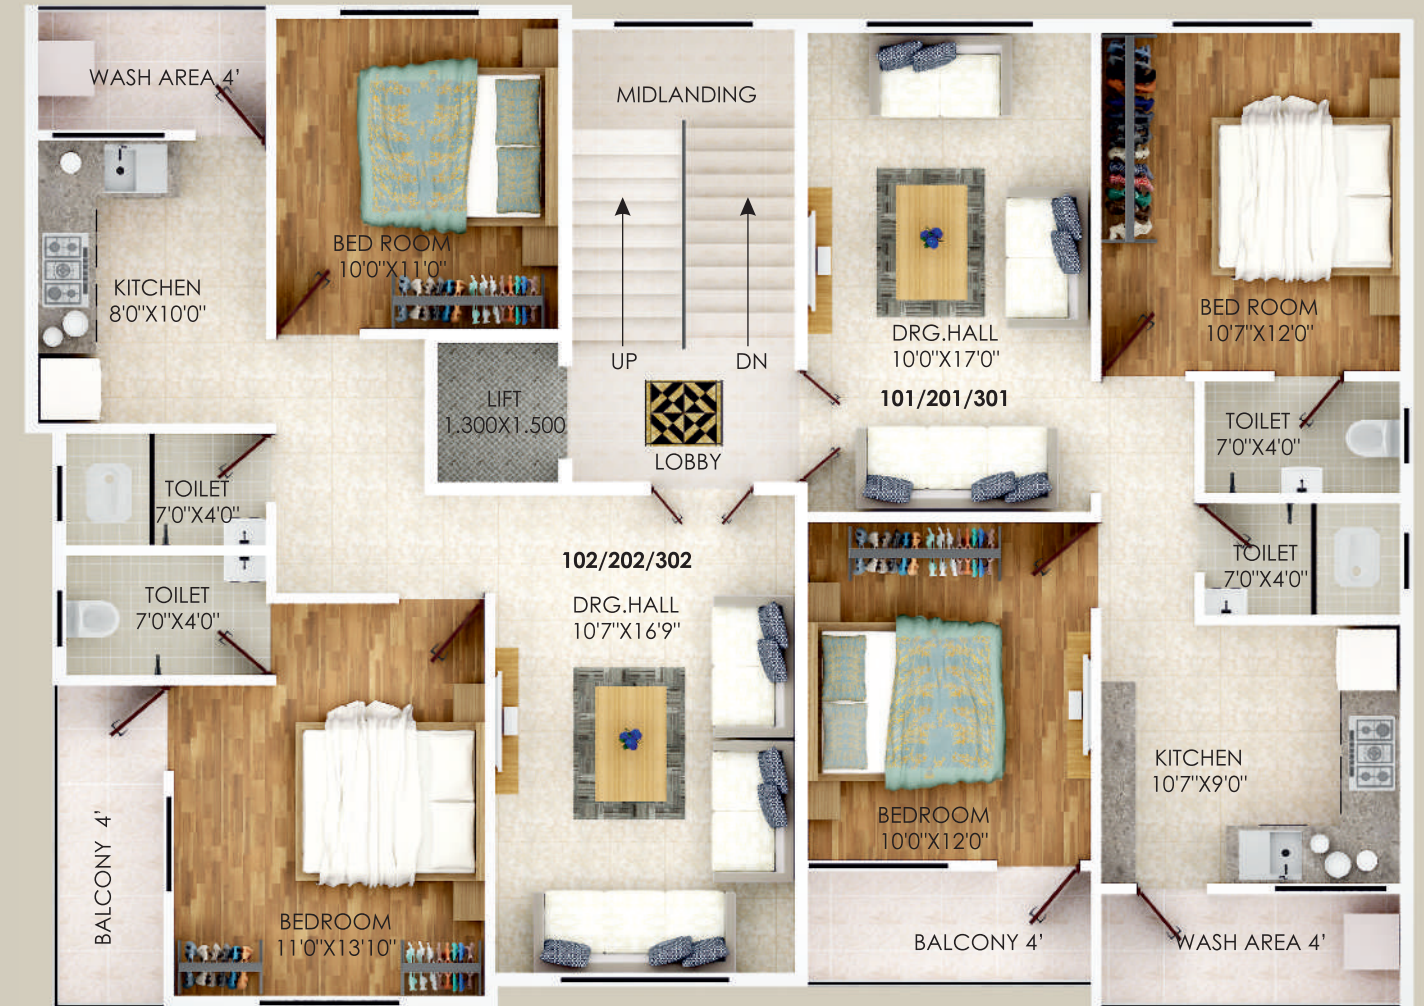 WASH AREA 4'
MIDLANDING
BED ROOM
10'0"X11'0"
KITCHEN
8'0"X10'0"
BED ROOM
10'7"X12'0"
DRG.HALL
10'0"X17'0"
UP
DN
101/201/301
LIFT
1.300X1.500
TOILET
7'0"X4'0"
LOBBY
TOILET
7'0"X4'0"
102/202/302
TOILET
7'0"X4'0"
TOILET
7'0"X4'0"
DRG.HALL
10'7"X16'9"
KITCHEN
10'7"X9'0"
BEDROOM
10'0"X12'0"
BALCONY 4'
BEDROOM
11'0"X13'10"
BALCONY 4'
WASH AREA 4'